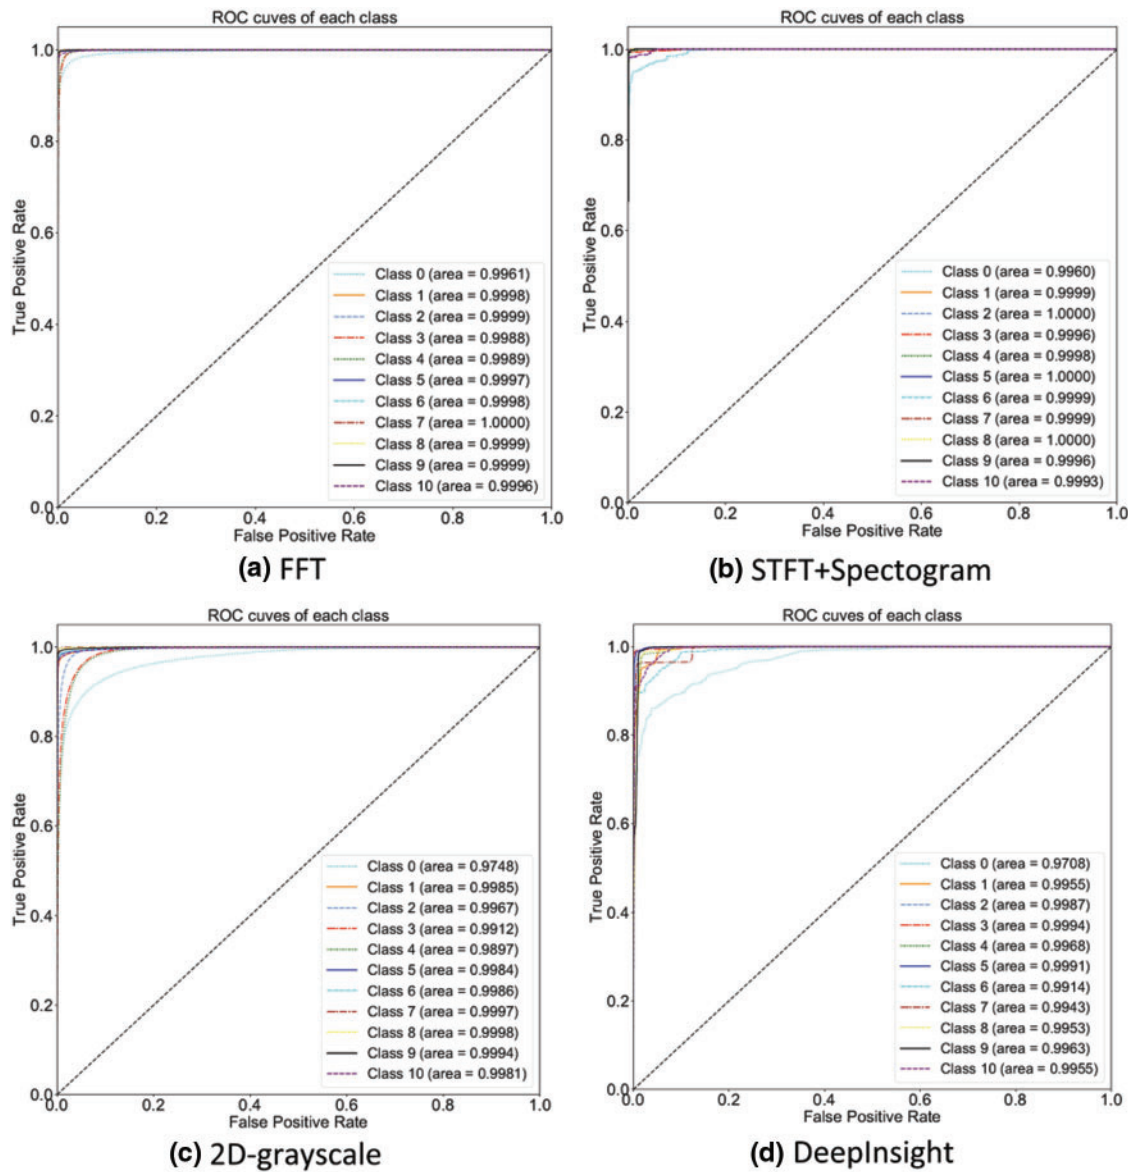 ROC cuves of each class
1.0
0.8
0.6
0.4
0.2
0.0
True Positive Rate
Class 0 (area = 0.9961)
Class 1 (area = 0.9998)
Class 2 (area = 0.9999)
Class 3 (area = 0.9988)
Class 4 (area = 0.9989)
Class 5 (area = 0.9997)
Class 6 (area = 0.9998)
Class 7 (area = 1.0000)
Class 8 (area = 0.9999)
Class 9 (area = 0.9999)
Class 10 (area = 0.9996)
0.0 0.2 0.4 0.6 0.8 1.0
False Positive Rate
(a) FFT
ROC cuves of each class
1.0
0.8
0.6
0.4
0.2
0.0
True Positive Rate
Class 0 (area = 0.9960)
Class 1 (area = 0.9999)
Class 2 (area = 1.0000)
Class 3 (area = 0.9996)
Class 4 (area = 0.9998)
Class 5 (area = 1.0000)
Class 6 (area = 0.9999)
Class 7 (area = 0.9999)
Class 8 (area = 1.0000)
Class 9 (area = 0.9996)
Class 10 (area = 0.9993)
0.0 0.2 0.4 0.6 0.8 1.0
False Positive Rate
(b) STFT+Spectogram
ROC cuves of each class
1.0
0.8
0.6
0.4
0.2
0.0
True Positive Rate
Class 0 (area = 0.9748)
Class 1 (area = 0.9985)
Class 2 (area = 0.9967)
Class 3 (area = 0.9912)
Class 4 (area = 0.9897)
Class 5 (area = 0.9984)
Class 6 (area = 0.9986)
Class 7 (area = 0.9997)
Class 8 (area = 0.9998)
Class 9 (area = 0.9994)
Class 10 (area = 0.9981)
0.0 0.2 0.4 0.6 0.8 1.0
False Positive Rate
(c) 2D-grayscale
ROC cuves of each class
1.0
0.8
0.6
0.4
0.2
0.0
True Positive Rate
Class 0 (area = 0.9708)
Class 1 (area = 0.9955)
Class 2 (area = 0.9987)
Class 3 (area = 0.9994)
Class 4 (area = 0.9968)
Class 5 (area = 0.9991)
Class 6 (area = 0.9914)
Class 7 (area = 0.9943)
Class 8 (area = 0.9953)
Class 9 (area = 0.9963)
Class 10 (area = 0.9955)
0.0 0.2 0.4 0.6 0.8 1.0
False Positive Rate
(d) DeepInsight